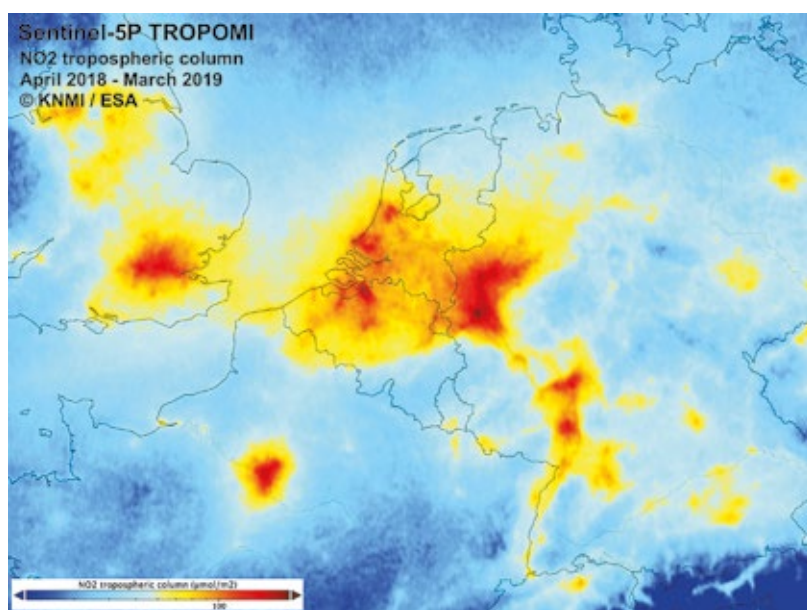 Sentinel-5P TROPOMI
NO2 tropospheric column
April 2018 - March 2019
© KNMI / ESA
NO2 tropospheric column (μmol/m2)
100